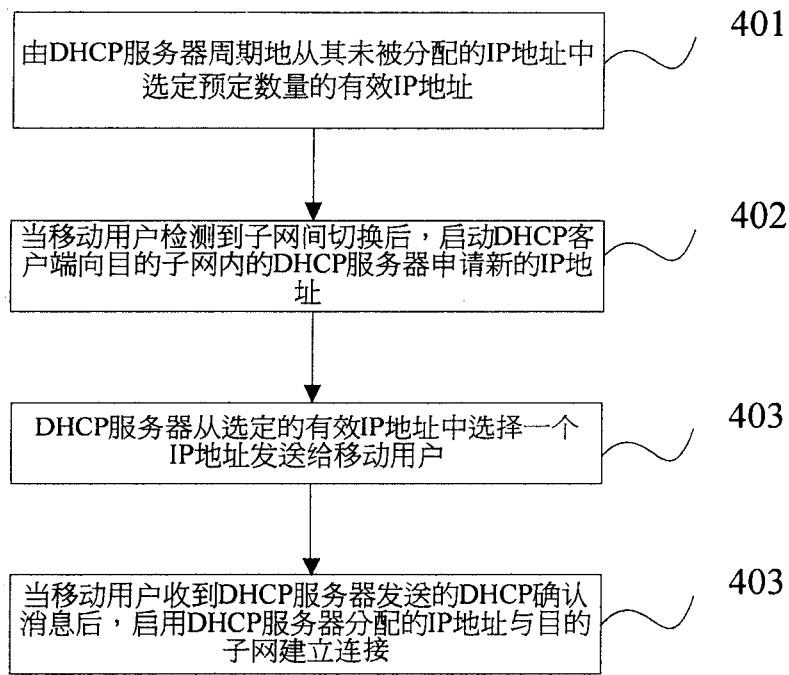 401
由DHCP服务器周期地从其未被分配的IP地址中
选定预定数量的有效IP地址
402
当移动用户检测到子网间切换后，启动DHCP客
户端向目的子网内的DHCP服务器申请新的IP地
址
403
DHCP服务器从选定的有效IP地址中选择一个
IP地址发送给移动用户
403
当移动用户收到DHCP服务器发送的DHCP确认
消息后，启用DHCP服务器分配的IP地址与目的
子网建立连接